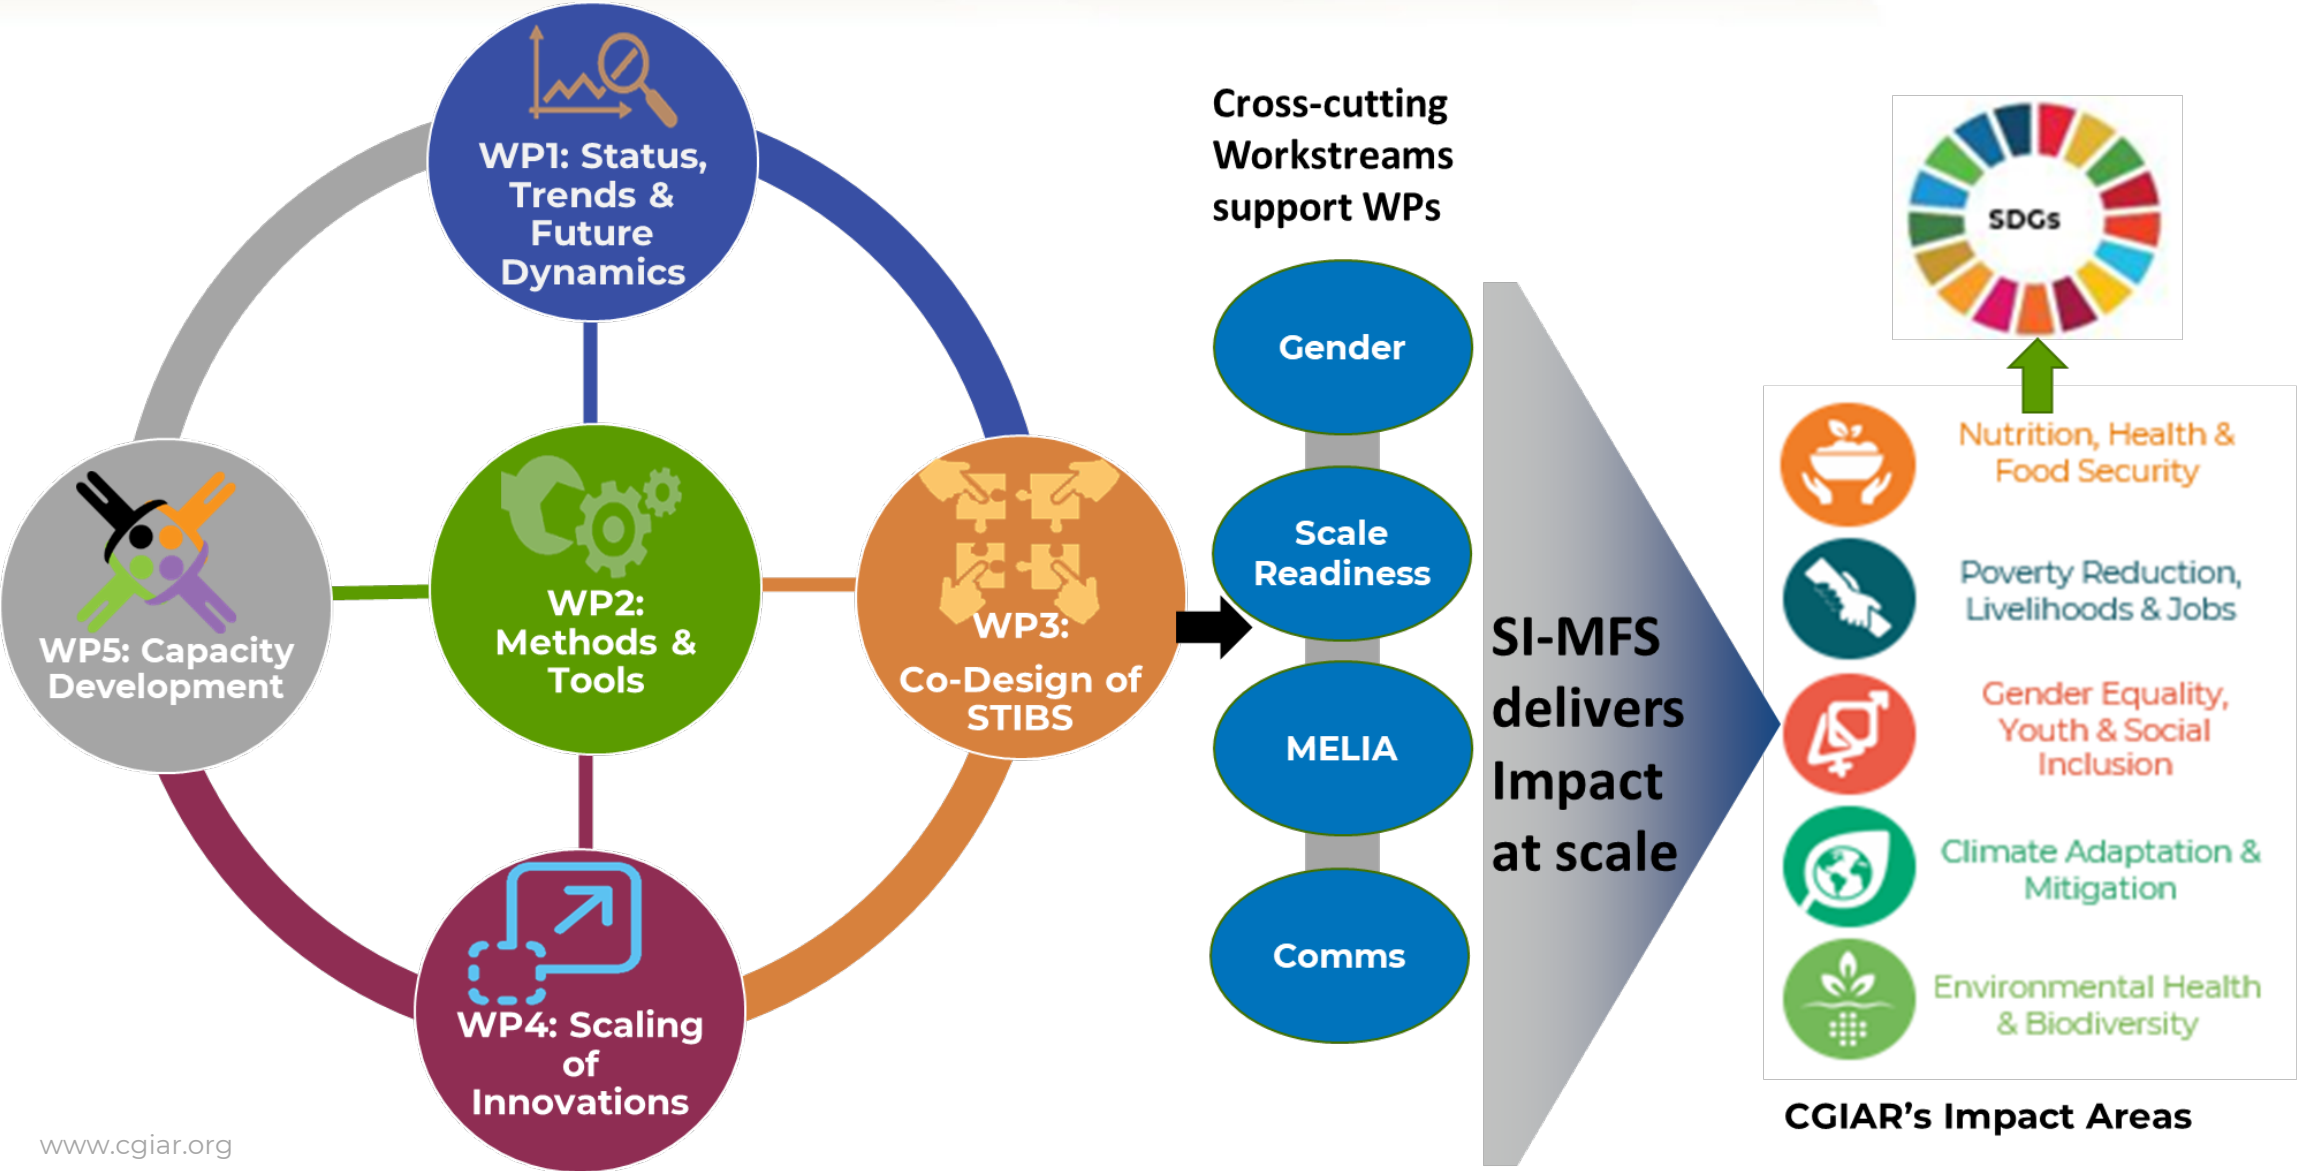 WP1: Status,
Trends &
Future
Dynamics
WP5: Capacity
Development
WP2:
Methods &
Tools
WP3:
Co-Design of
STIBS
WP4: Scaling
of
Innovations
www.cgiar.org
Cross-cutting
Workstreams
support WPs
Gender
Scale
Readiness
MELIA
Comms
SI-MFS
delivers
Impact
at scale
SDGs
Nutrition, Health &
Food Security
Poverty Reduction,
Livelihoods & Jobs
Gender Equality,
Youth & Social
Inclusion
Climate Adaptation &
Mitigation
Environmental Health
& Biodiversity
CGIAR’s Impact Areas